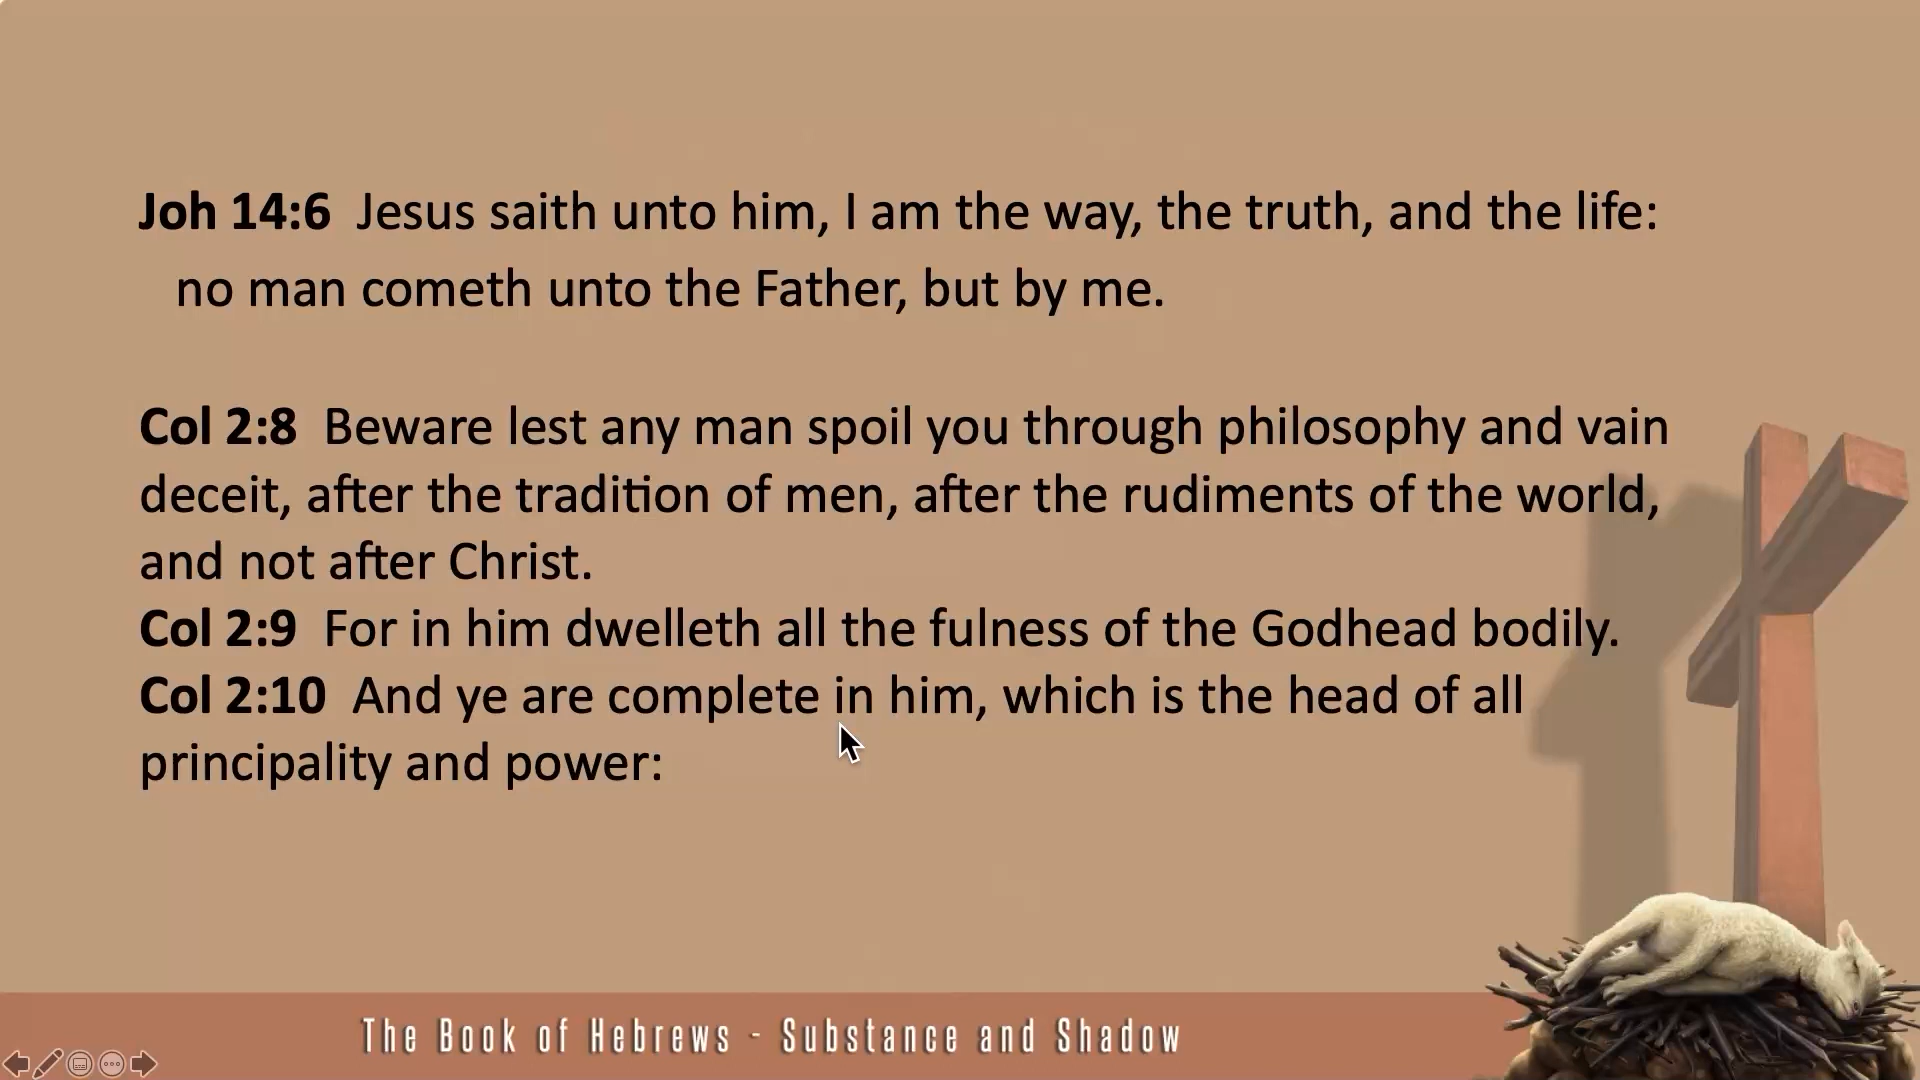 Joh 14:6 Jesus saith unto him, I am the way, the truth, and the life:
no man cometh unto the Father, but by me.
Col 2:8 Beware lest any man spoil you through philosophy and vain
deceit, after the tradition of men, after the rudiments of the world,
and not after Christ.
Col 2:9 For in him dwelleth all the fulness of the Godhead bodily.
Col 2:10 And ye are complete in him, which is the head of all
principality and power:
The Book of Hebrews - Substance and Shadow